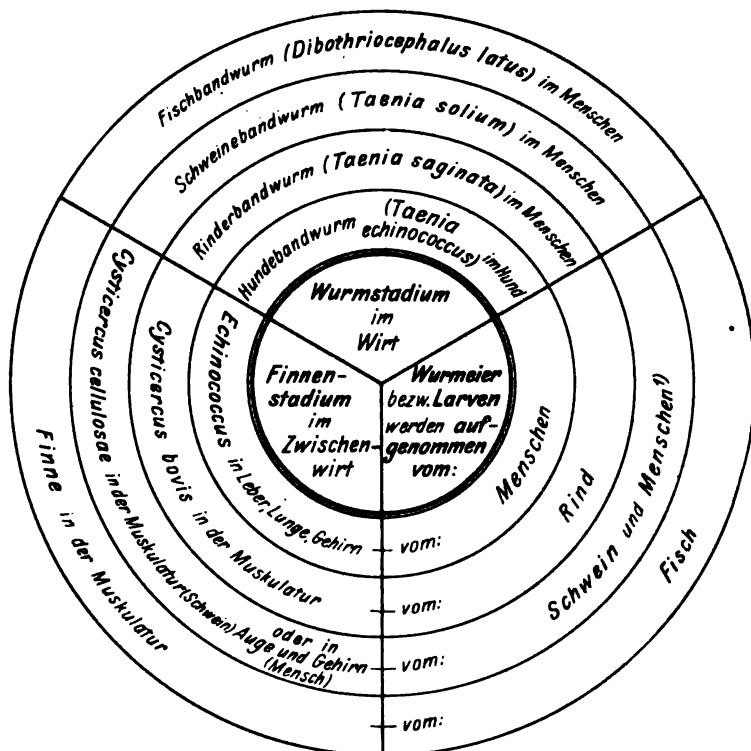 Fischbandwurm (Dibothriocephalus latus) im Menschen
Schweinebandwurm (Taenia solium) im Menschen
Rinderbandwurm (Taenia saginata) im Menschen
Hundebandwurm (Taenia
echinococcus) im Hund
Wurmstadium
im
Wirt
Finnen-
stadium
im
Zwischen-
wirt
Wurmeier
bezw. Larven
werden auf-
genommen
vom:
Echinococcus in Leber, Lunge, Gehirn
Cysticercus bovis in der Muskulatur
Cysticercus cellulosae in der Muskulatur (Schwein)
oder in
Auge und Gehirn
(Mensch)
Finne in der Muskulatur
vom:
Menschen
vom:
Rind
vom:
Schwein und Menschen¹)
vom:
Fisch